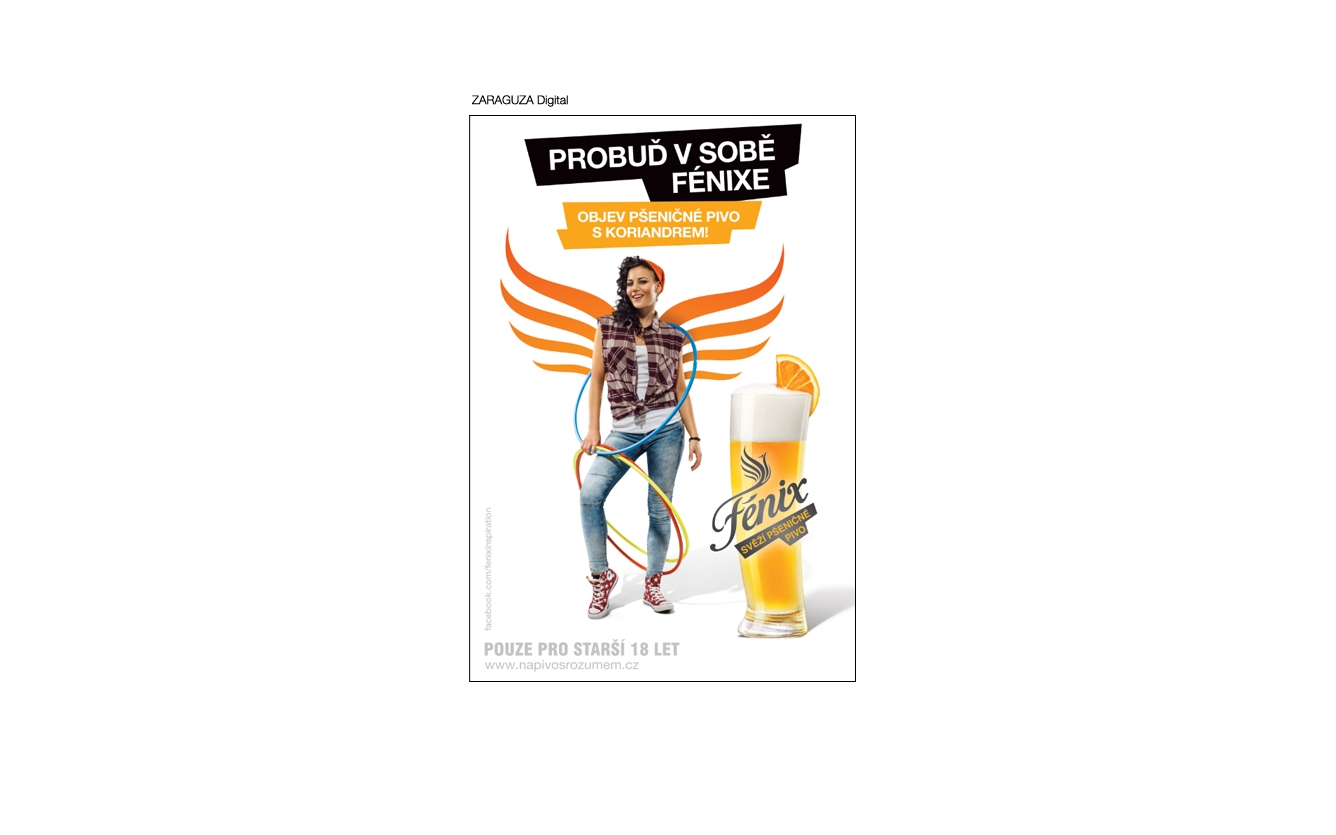 ZARAGUZA Digital
PROBUĎ V SOBĚ
FÉNIXE
OBJEV PŠENIČNÉ PIVO
S KORIANDREM!
Fénix
SVĚŽÍ PŠENIČNÉ
PIVO
facebook.com/fenixinspiration
POUZE PRO STARŠÍ 18 LET
www.napivosrozumem.cz